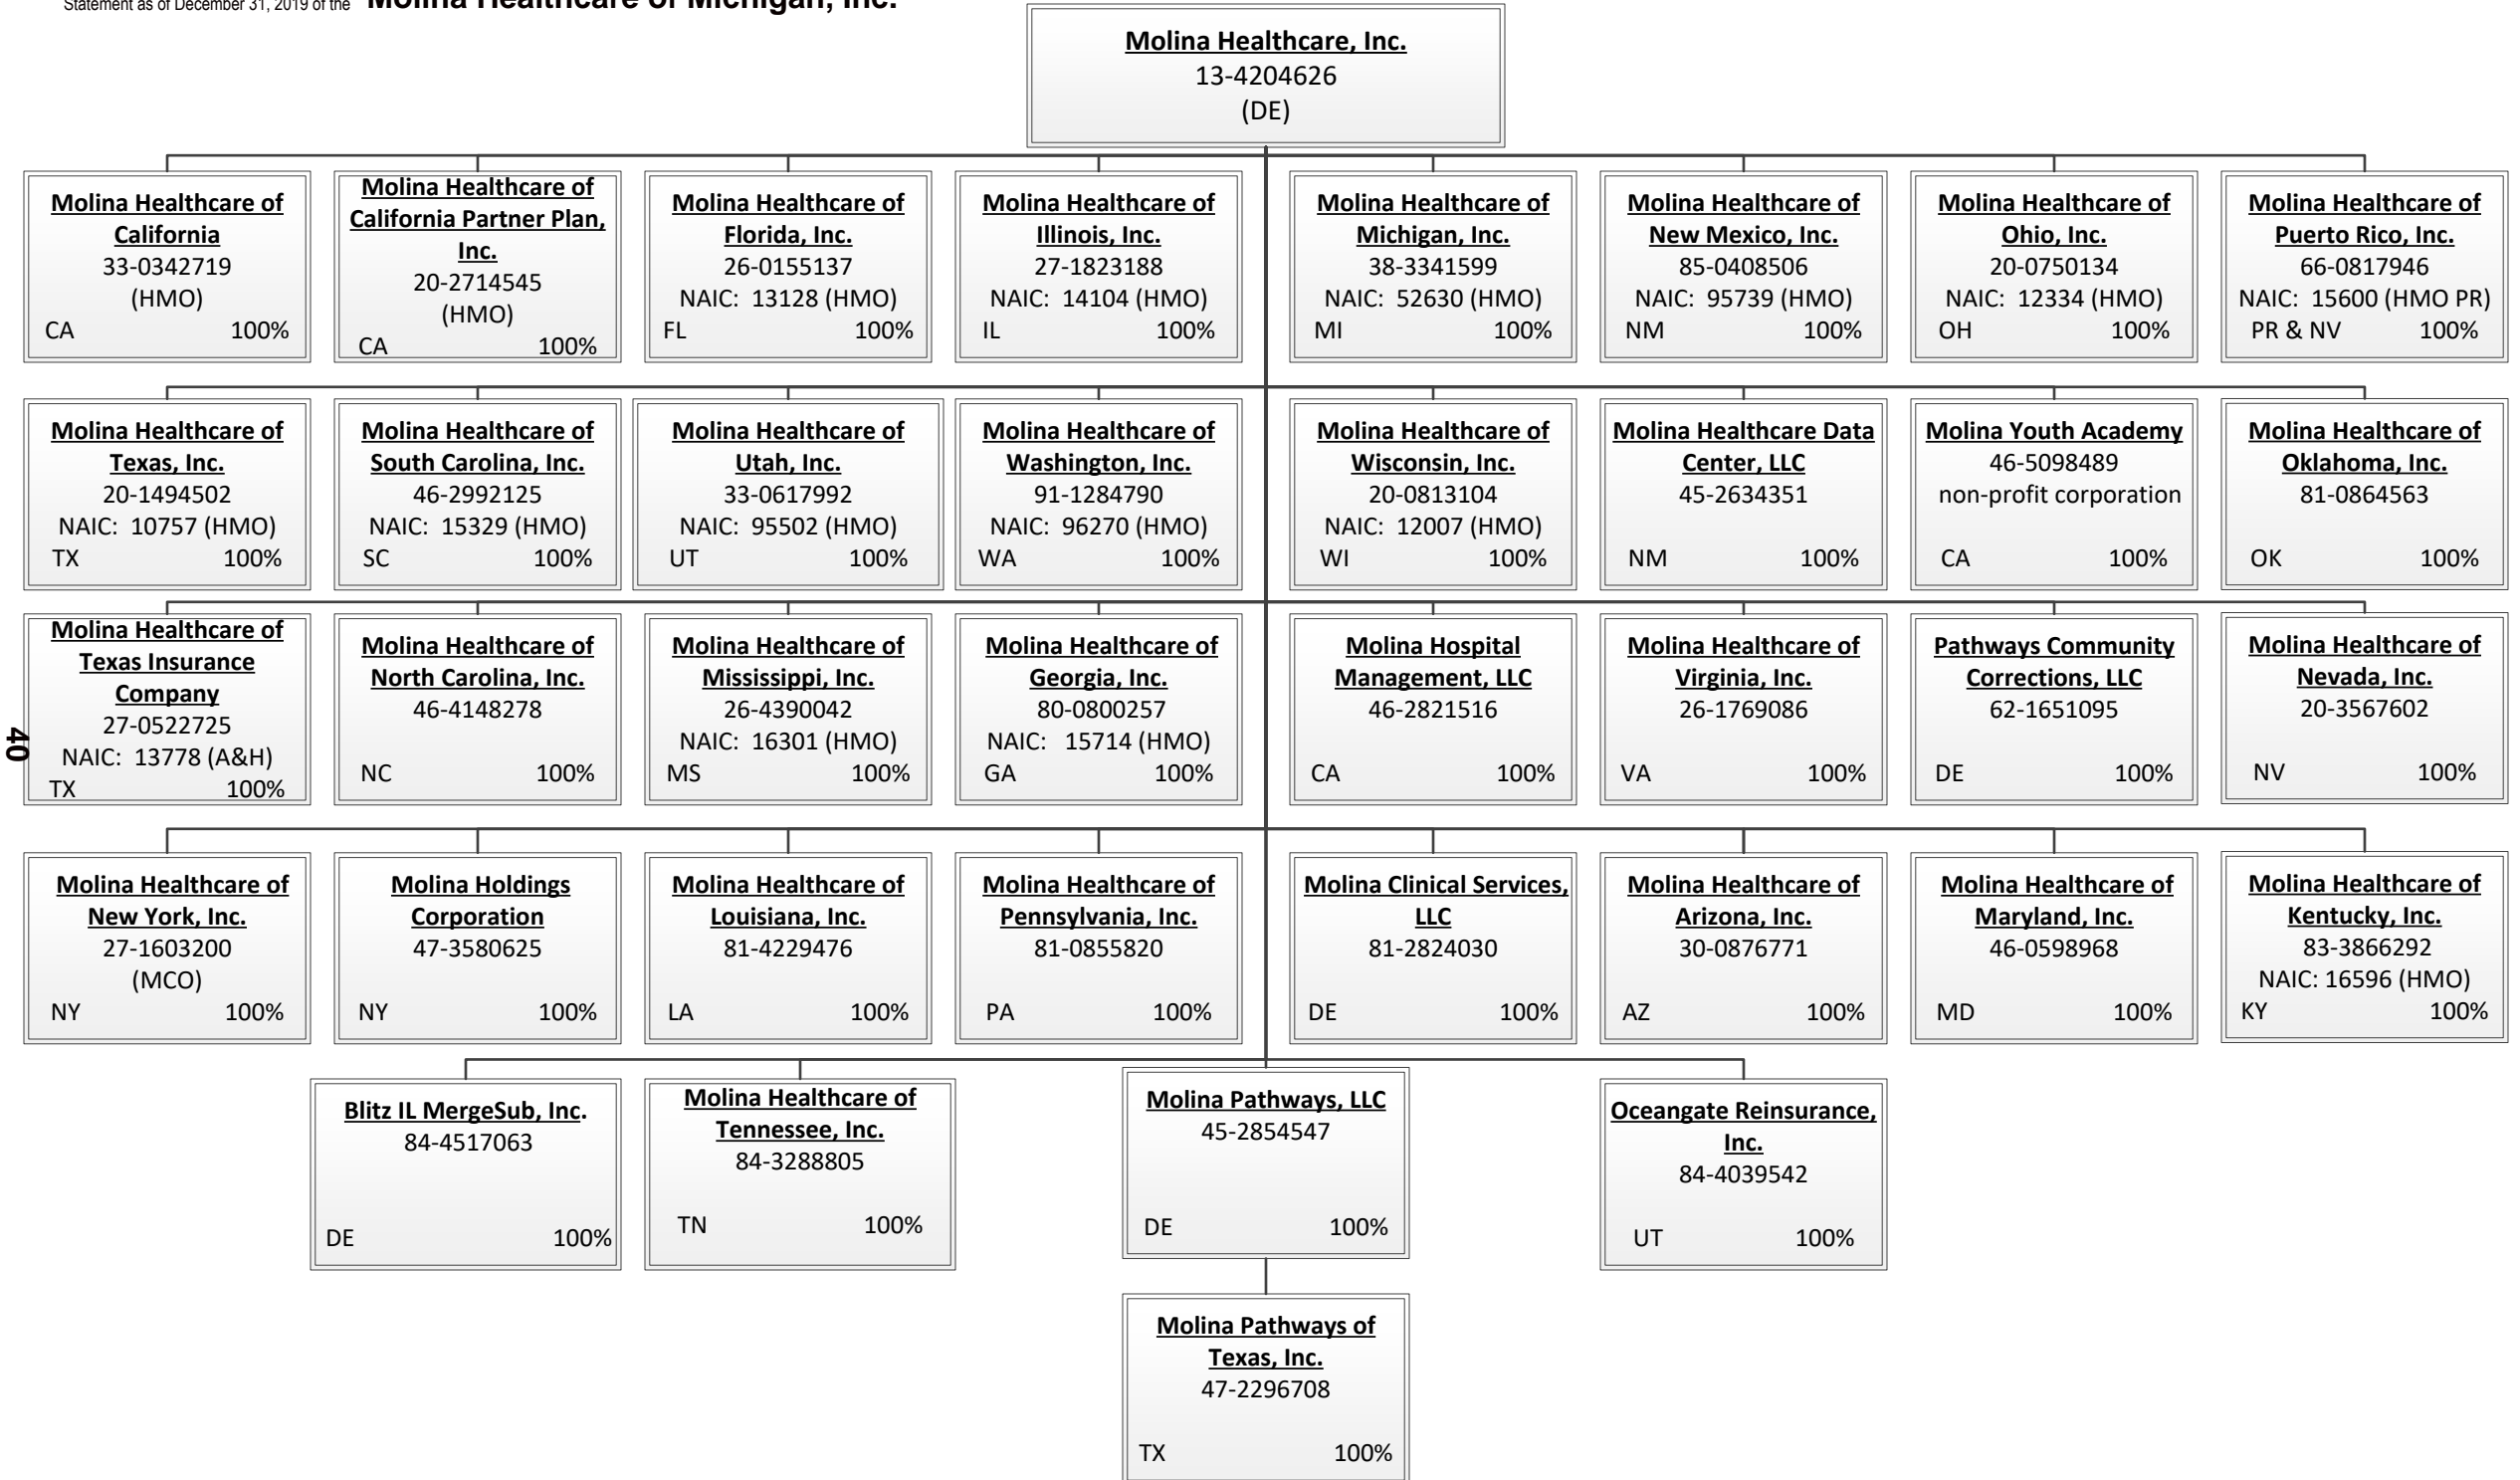 Statement as of December 31, 2019 of the Molina Healthcare of Michigan, Inc.
Molina Healthcare, Inc.
13-4204626
(DE)
Molina Healthcare of
California
33-0342719
(HMO)
CA 100%
Molina Healthcare of
California Partner Plan,
Inc.
20-2714545
(HMO)
CA 100%
Molina Healthcare of
Florida, Inc.
26-0155137
NAIC: 13128 (HMO)
FL 100%
Molina Healthcare of
Illinois, Inc.
27-1823188
NAIC: 14104 (HMO)
IL 100%
Molina Healthcare of
Michigan, Inc.
38-3341599
NAIC: 52630 (HMO)
MI 100%
Molina Healthcare of
New Mexico, Inc.
85-0408506
NAIC: 95739 (HMO)
NM 100%
Molina Healthcare of
Ohio, Inc.
20-0750134
NAIC: 12334 (HMO)
OH 100%
Molina Healthcare of
Puerto Rico, Inc.
66-0817946
NAIC: 15600 (HMO PR)
PR & NV 100%
Molina Healthcare of
Texas, Inc.
20-1494502
NAIC: 10757 (HMO)
TX 100%
Molina Healthcare of
South Carolina, Inc.
46-2992125
NAIC: 15329 (HMO)
SC 100%
Molina Healthcare of
Utah, Inc.
33-0617992
NAIC: 95502 (HMO)
UT 100%
Molina Healthcare of
Washington, Inc.
91-1284790
NAIC: 96270 (HMO)
WA 100%
Molina Healthcare of
Wisconsin, Inc.
20-0813104
NAIC: 12007 (HMO)
WI 100%
Molina Healthcare Data
Center, LLC
45-2634351
NM 100%
Molina Youth Academy
46-5098489
non-profit corporation
CA 100%
Molina Healthcare of
Oklahoma, Inc.
81-0864563
OK 100%
Molina Healthcare of
Texas Insurance
Company
27-0522725
NAIC: 13778 (A&H)
TX 100%
Molina Healthcare of
North Carolina, Inc.
46-4148278
NC 100%
Molina Healthcare of
Mississippi, Inc.
26-4390042
NAIC: 16301 (HMO)
MS 100%
Molina Healthcare of
Georgia, Inc.
80-0800257
NAIC: 15714 (HMO)
GA 100%
Molina Hospital
Management, LLC
46-2821516
CA 100%
Molina Healthcare of
Virginia, Inc.
26-1769086
VA 100%
Pathways Community
Corrections, LLC
62-1651095
DE 100%
Molina Healthcare of
Nevada, Inc.
20-3567602
NV 100%
40
Molina Healthcare of
New York, Inc.
27-1603200
(MCO)
NY 100%
Molina Holdings
Corporation
47-3580625
NY 100%
Molina Healthcare of
Louisiana, Inc.
81-4229476
LA 100%
Molina Healthcare of
Pennsylvania, Inc.
81-0855820
PA 100%
Molina Clinical Services,
LLC
81-2824030
DE 100%
Molina Healthcare of
Arizona, Inc.
30-0876771
AZ 100%
Molina Healthcare of
Maryland, Inc.
46-0598968
MD 100%
Molina Healthcare of
Kentucky, Inc.
83-3866292
NAIC: 16596 (HMO)
KY 100%
Blitz IL MergeSub, Inc.
84-4517063
DE 100%
Molina Healthcare of
Tennessee, Inc.
84-3288805
TN 100%
Molina Pathways, LLC
45-2854547
DE 100%
Oceangate Reinsurance,
Inc.
84-4039542
UT 100%
Molina Pathways of
Texas, Inc.
47-2296708
TX 100%